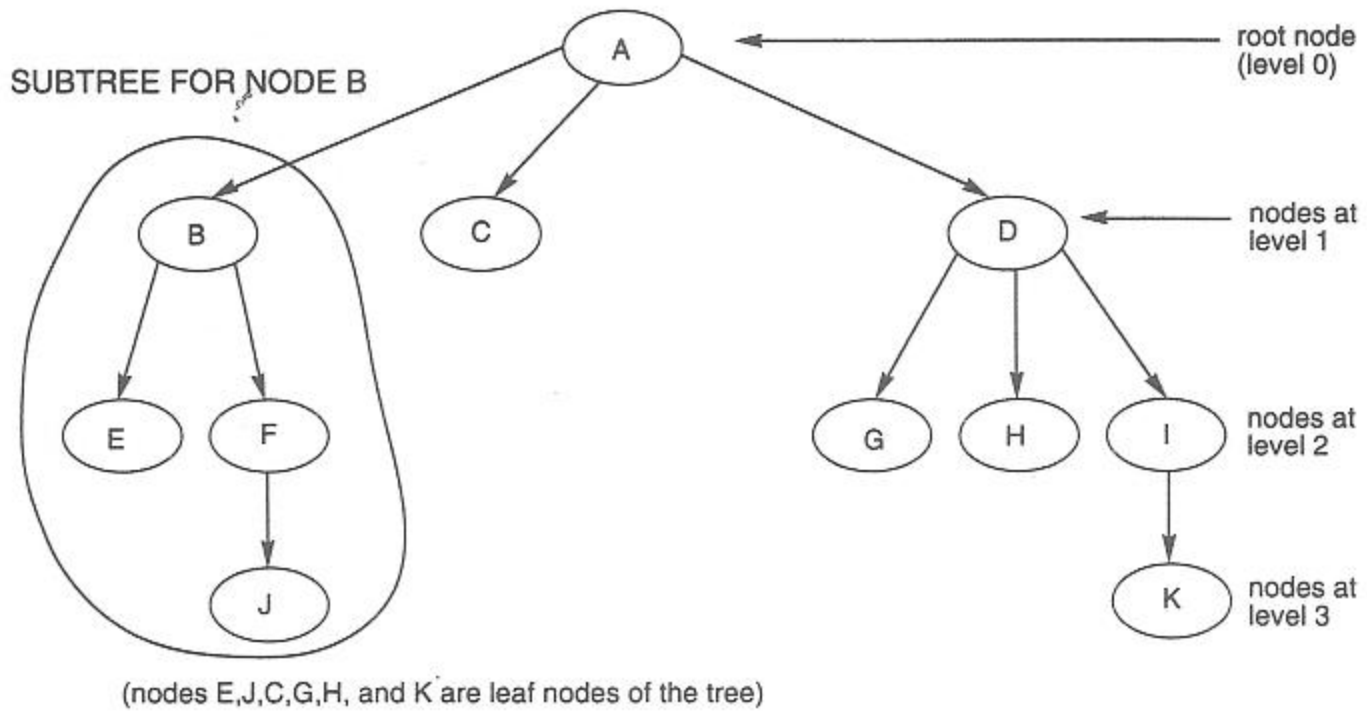 A
root node
(level 0)
SUBTREE FOR NODE B
B
C
D
nodes at
level 1
E
F
G
H
I
nodes at
level 2
J
K
nodes at
level 3
(nodes E,J,C,G,H, and K are leaf nodes of the tree)